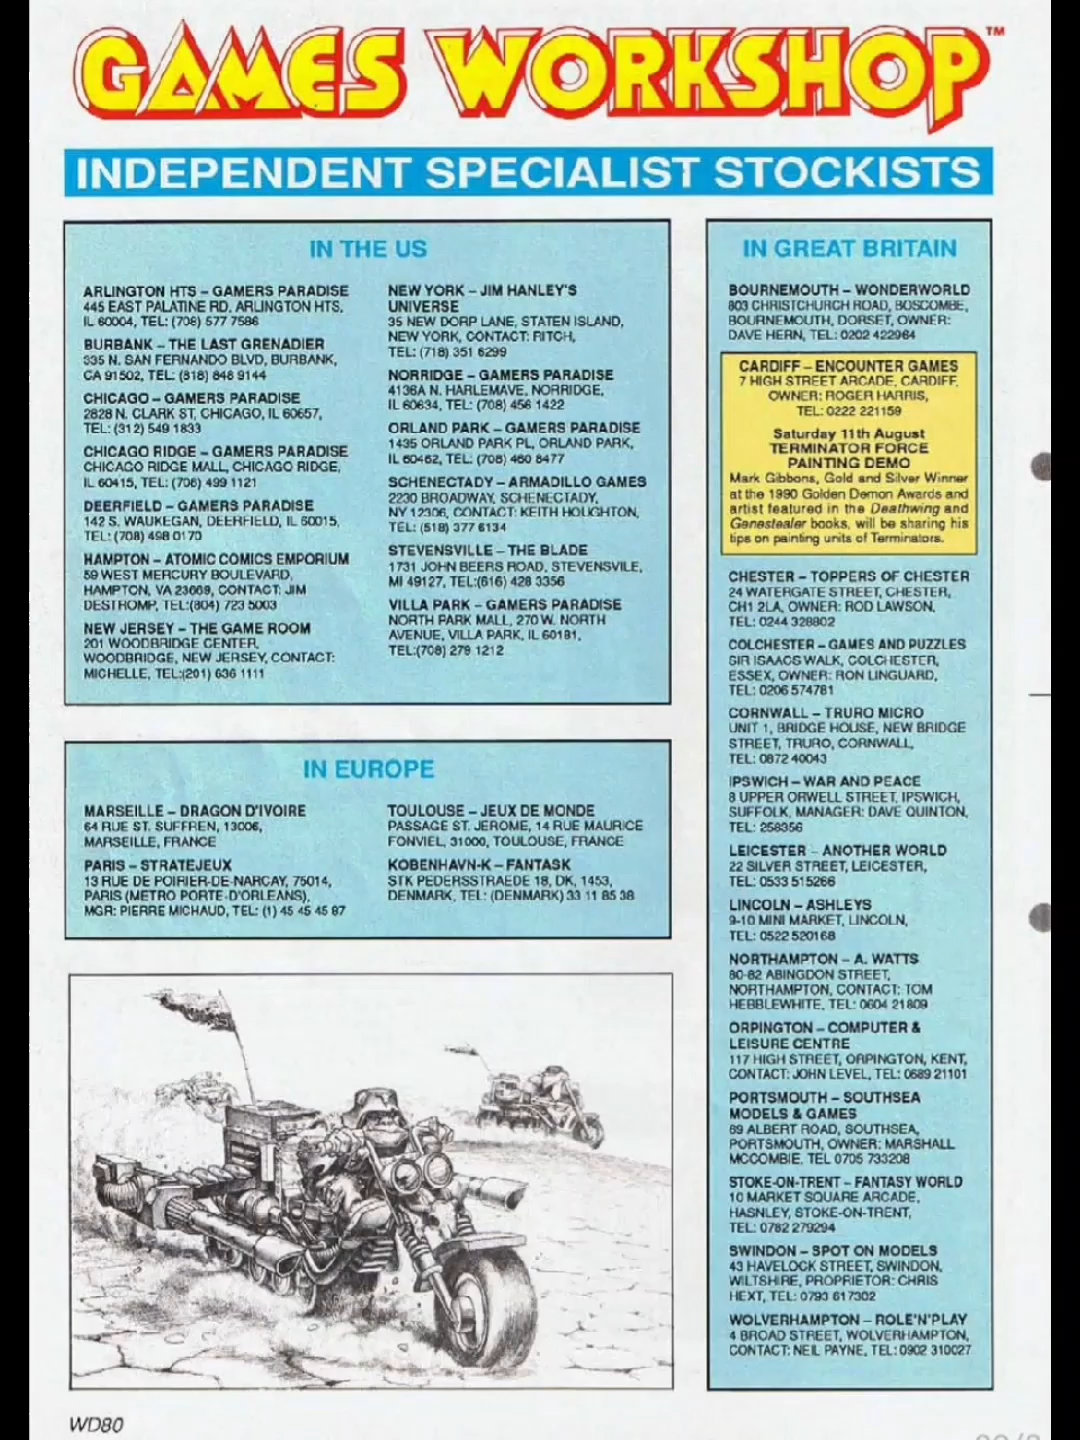 GAMES WORKSHOP™
INDEPENDENT SPECIALIST STOCKISTS
IN THE US
ARLINGTON HTS – GAMERS PARADISE
445 EAST PALATINE RD, ARLINGTON HTS,
IL 60004, TEL: (708) 577 7586
BURBANK – THE LAST GRENADIER
335 N. SAN FERNANDO BLVD, BURBANK,
CA 91502, TEL: (818) 848 9144
CHICAGO – GAMERS PARADISE
2828 N. CLARK ST, CHICAGO, IL 60657,
TEL: (312) 549 1833
CHICAGO RIDGE – GAMERS PARADISE
CHICAGO RIDGE MALL, CHICAGO RIDGE,
IL 60415, TEL: (708) 499 1121
DEERFIELD – GAMERS PARADISE
142 S. WAUKEGAN, DEERFIELD, IL 60015,
TEL: (708) 498 0170
HAMPTON – ATOMIC COMICS EMPORIUM
59 WEST MERCURY BOULEVARD,
HAMPTON, VA 23669, CONTACT: JIM
DESTROMP, TEL:(804) 723 5003
NEW JERSEY – THE GAME ROOM
201 WOODBRIDGE CENTER,
WOODBRIDGE, NEW JERSEY, CONTACT:
MICHELLE, TEL:(201) 636 1111
NEW YORK – JIM HANLEY'S
UNIVERSE
35 NEW DORP LANE, STATEN ISLAND,
NEW YORK, CONTACT: RITCH,
TEL: (718) 351 6299
NORRIDGE – GAMERS PARADISE
4136A N. HARLEMAVE, NORRIDGE,
IL 60634, TEL: (708) 456 1422
ORLAND PARK – GAMERS PARADISE
1435 ORLAND PARK PL, ORLAND PARK,
IL 60462, TEL: (708) 460 8477
SCHENECTADY – ARMADILLO GAMES
2230 BROADWAY, SCHENECTADY,
NY 12306, CONTACT: KEITH HOUGHTON,
TEL: (518) 377 6134
STEVENSVILLE – THE BLADE
1731 JOHN BEERS ROAD, STEVENSVILE,
MI 49127, TEL:(616) 428 3356
VILLA PARK – GAMERS PARADISE
NORTH PARK MALL, 270 W. NORTH
AVENUE, VILLA PARK, IL 60181,
TEL:(708) 279 1212
IN EUROPE
MARSEILLE – DRAGON D'IVOIRE
64 RUE ST. SUFFREN, 13006,
MARSEILLE, FRANCE
PARIS – STRATEJEUX
13 RUE DE POIRIER-DE-NARCAY, 75014,
PARIS (METRO PORTE-D'ORLEANS),
MGR: PIERRE MICHAUD, TEL: (1) 45 45 45 87
TOULOUSE – JEUX DE MONDE
PASSAGE ST. JEROME, 14 RUE MAURICE
FONVIEL, 31000, TOULOUSE, FRANCE
KOBENHAVN-K – FANTASK
STK PEDERSSTRAEDE 18, DK, 1453,
DENMARK, TEL: (DENMARK) 33 11 85 38
IN GREAT BRITAIN
BOURNEMOUTH – WONDERWORLD
803 CHRISTCHURCH ROAD, BOSCOMBE,
BOURNEMOUTH, DORSET, OWNER:
DAVE HERN, TEL: 0202 422964
CARDIFF – ENCOUNTER GAMES
7 HIGH STREET ARCADE, CARDIFF,
OWNER: ROGER HARRIS,
TEL: 0222 221159
Saturday 11th August
TERMINATOR FORCE
PAINTING DEMO
Mark Gibbons, Gold and Silver Winner
at the 1990 Golden Demon Awards and
artist featured in the Deathwing and
Genestealer books, will be sharing his
tips on painting units of Terminators.
CHESTER – TOPPERS OF CHESTER
24 WATERGATE STREET, CHESTER,
CH1 2LA, OWNER: ROD LAWSON,
TEL: 0244 328802
COLCHESTER – GAMES AND PUZZLES
SIR ISAACS WALK, COLCHESTER,
ESSEX, OWNER: RON LINGUARD,
TEL: 0206 574781
CORNWALL – TRURO MICRO
UNIT 1, BRIDGE HOUSE, NEW BRIDGE
STREET, TRURO, CORNWALL,
TEL: 0872 40043
IPSWICH – WAR AND PEACE
8 UPPER ORWELL STREET, IPSWICH,
SUFFOLK, MANAGER: DAVE QUINTON,
TEL: 258356
LEICESTER – ANOTHER WORLD
22 SILVER STREET, LEICESTER,
TEL: 0533 515266
LINCOLN – ASHLEYS
9-10 MINI MARKET, LINCOLN,
TEL: 0522 520168
NORTHAMPTON – A. WATTS
80-82 ABINGDON STREET,
NORTHAMPTON, CONTACT: TOM
HEBBLEWHITE, TEL: 0604 21809
ORPINGTON – COMPUTER &
LEISURE CENTRE
117 HIGH STREET, ORPINGTON, KENT,
CONTACT: JOHN LEVEL, TEL: 0689 21101
PORTSMOUTH – SOUTHSEA
MODELS & GAMES
69 ALBERT ROAD, SOUTHSEA,
PORTSMOUTH, OWNER: MARSHALL
MCCOMBIE, TEL 0705 733208
STOKE-ON-TRENT – FANTASY WORLD
10 MARKET SQUARE ARCADE,
HASNLEY, STOKE-ON-TRENT,
TEL: 0782 279294
SWINDON – SPOT ON MODELS
43 HAVELOCK STREET, SWINDON,
WILTSHIRE, PROPRIETOR: CHRIS
HEXT, TEL: 0793 617302
WOLVERHAMPTON – ROLE'N'PLAY
4 BROAD STREET, WOLVERHAMPTON,
CONTACT: NEIL PAYNE, TEL: 0902 310027
WD80